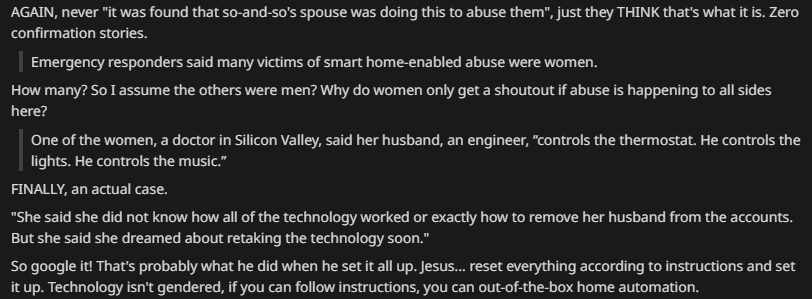 AGAIN, never "it was found that so-and-so's spouse was doing this to abuse them", just they THINK that's what it is. Zero
confirmation stories.
Emergency responders said many victims of smart home-enabled abuse were women.
How many? So I assume the others were men? Why do women only get a shoutout if abuse is happening to all sides
here?
One of the women, a doctor in Silicon Valley, said her husband, an engineer, “controls the thermostat. He controls the
lights. He controls the music.”
FINALLY, an actual case.
"She said she did not know how all of the technology worked or exactly how to remove her husband from the accounts.
But she said she dreamed about retaking the technology soon."
So google it! That's probably what he did when he set it all up. Jesus... reset everything according to instructions and set
it up. Technology isn't gendered, if you can follow instructions, you can out-of-the-box home automation.